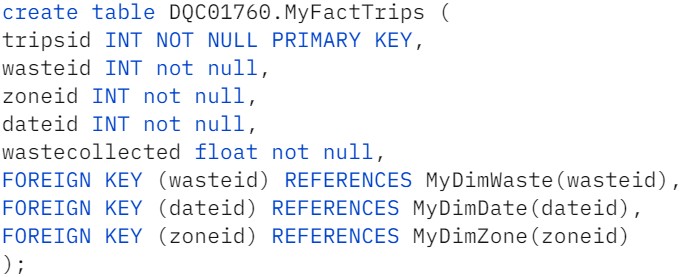 create table DQC01760.MyFactTrips (
tripsid INT NOT NULL PRIMARY KEY,
wasteid INT not null,
zoneid INT not null,
dateid INT not null,
wastecollected float not null,
FOREIGN KEY (wasteid) REFERENCES MyDimWaste(wasteid),
FOREIGN KEY (dateid) REFERENCES MyDimDate(dateid),
FOREIGN KEY (zoneid) REFERENCES MyDimZone(zoneid)
);